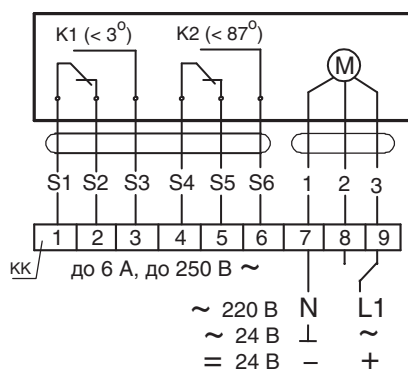 K1 (< 3°) K2 (< 87°)
M
S1 S2 S3 S4 S5 S6 1 2 3
1 2 3 4 5 6 7 8 9
КК
до 6 А, до 250 В ~
~ 220 В N L1
~ 24 В ⊥ ~
= 24 В − +